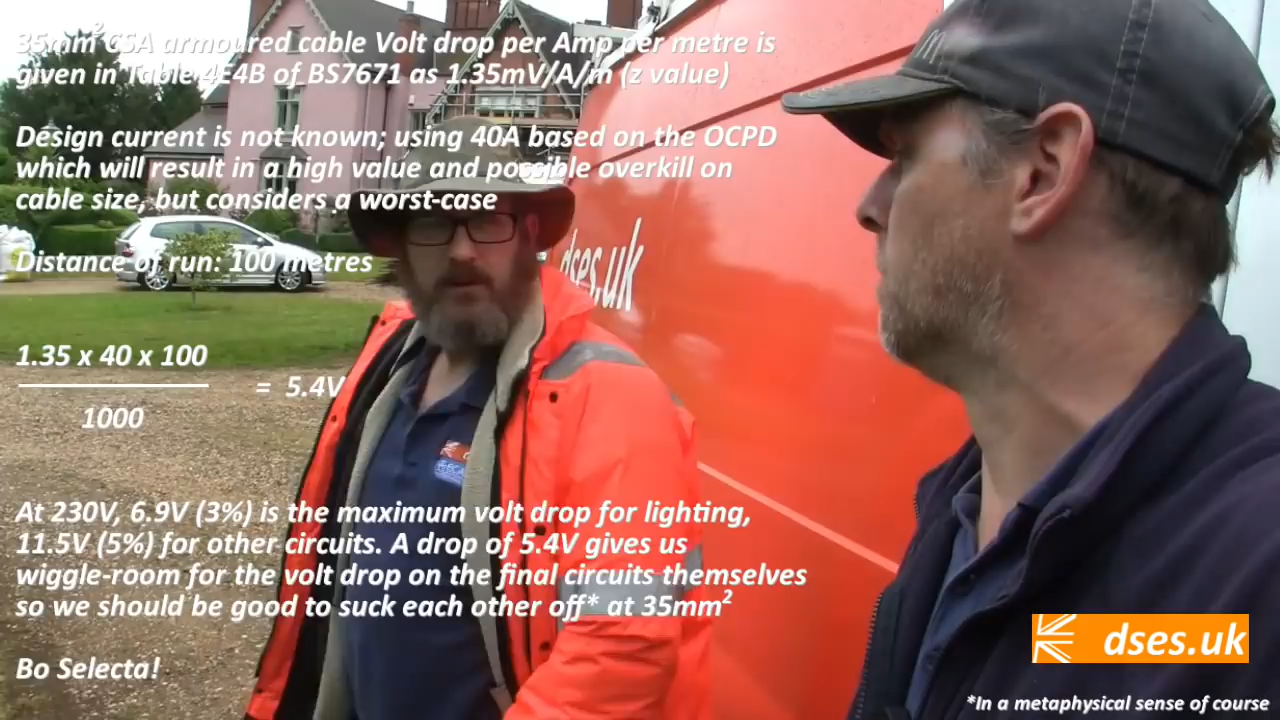 35mm² CSA armoured cable Volt drop per Amp per metre is
given in Table 4E4B of BS7671 as 1.35mV/A/m (z value)
Design current is not known; using 40A based on the OCPD
which will result in a high value and possible overkill on
cable size, but considers a worst-case
Distance of run: 100 metres
dses.uk
1.35 x 40 x 100
= 5.4V
1000
At 230V, 6.9V (3%) is the maximum volt drop for lighting,
11.5V (5%) for other circuits. A drop of 5.4V gives us
wiggle-room for the volt drop on the final circuits themselves
so we should be good to suck each other off* at 35mm²
Bo Selecta!
dses.uk
*In a metaphysical sense of course